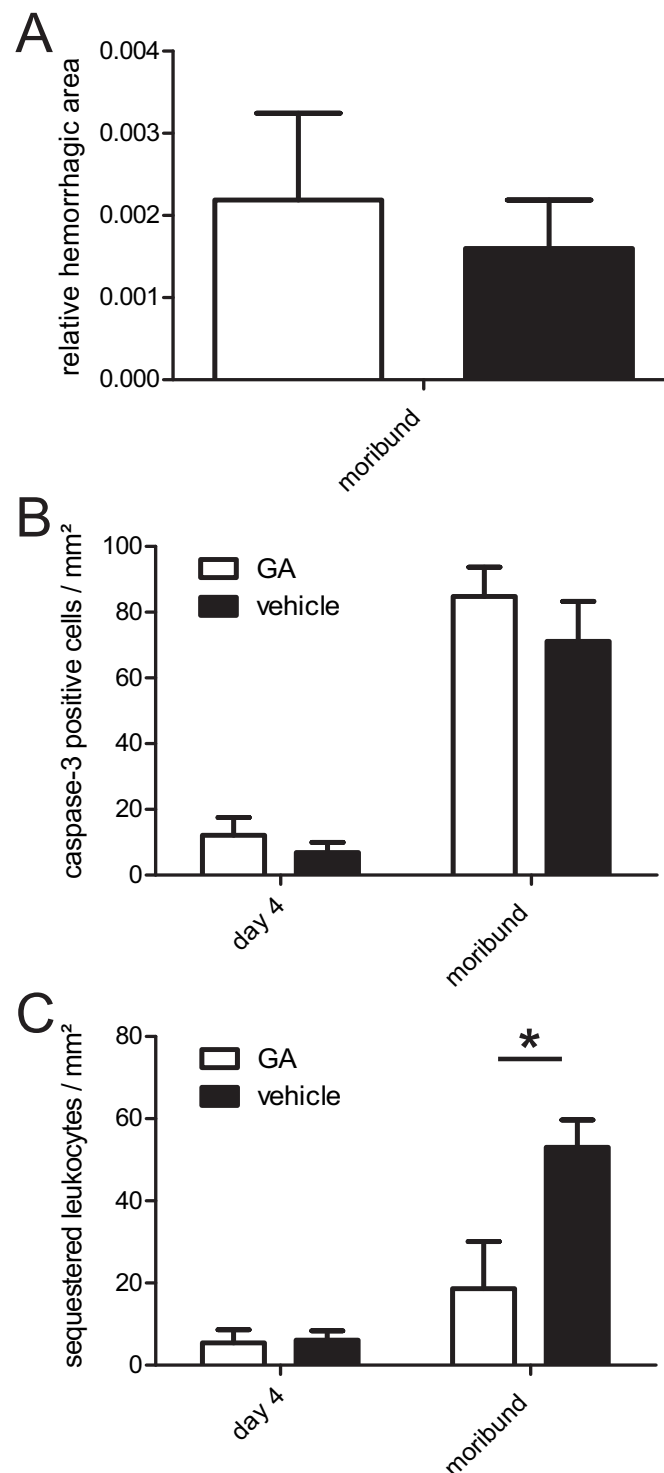 A
relative hemorrhagic area
0.004
0.003
0.002
0.001
0.000
moribund
B
caspase-3 positive cells / mm²
100
80
60
40
20
0
GA
vehicle
day 4
moribund
C
sequestered leukocytes / mm²
80
60
40
20
0
GA
vehicle
*
day 4
moribund